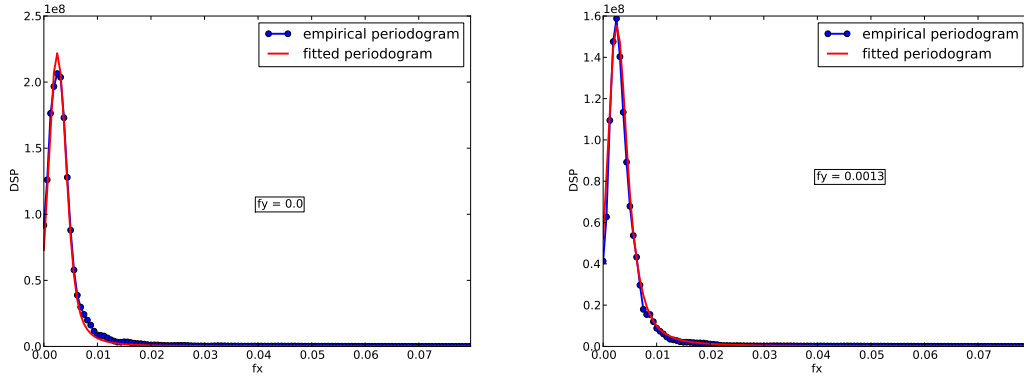 1e8
2.5
2.0
1.5
1.0
0.5
0.0
DSP
empirical periodogram
fitted periodogram
fy = 0.0
0.00 0.01 0.02 0.03 0.04 0.05 0.06 0.07
fx
1e8
1.6
1.4
1.2
1.0
0.8
0.6
0.4
0.2
0.0
DSP
empirical periodogram
fitted periodogram
fy = 0.0013
0.00 0.01 0.02 0.03 0.04 0.05 0.06 0.07
fx